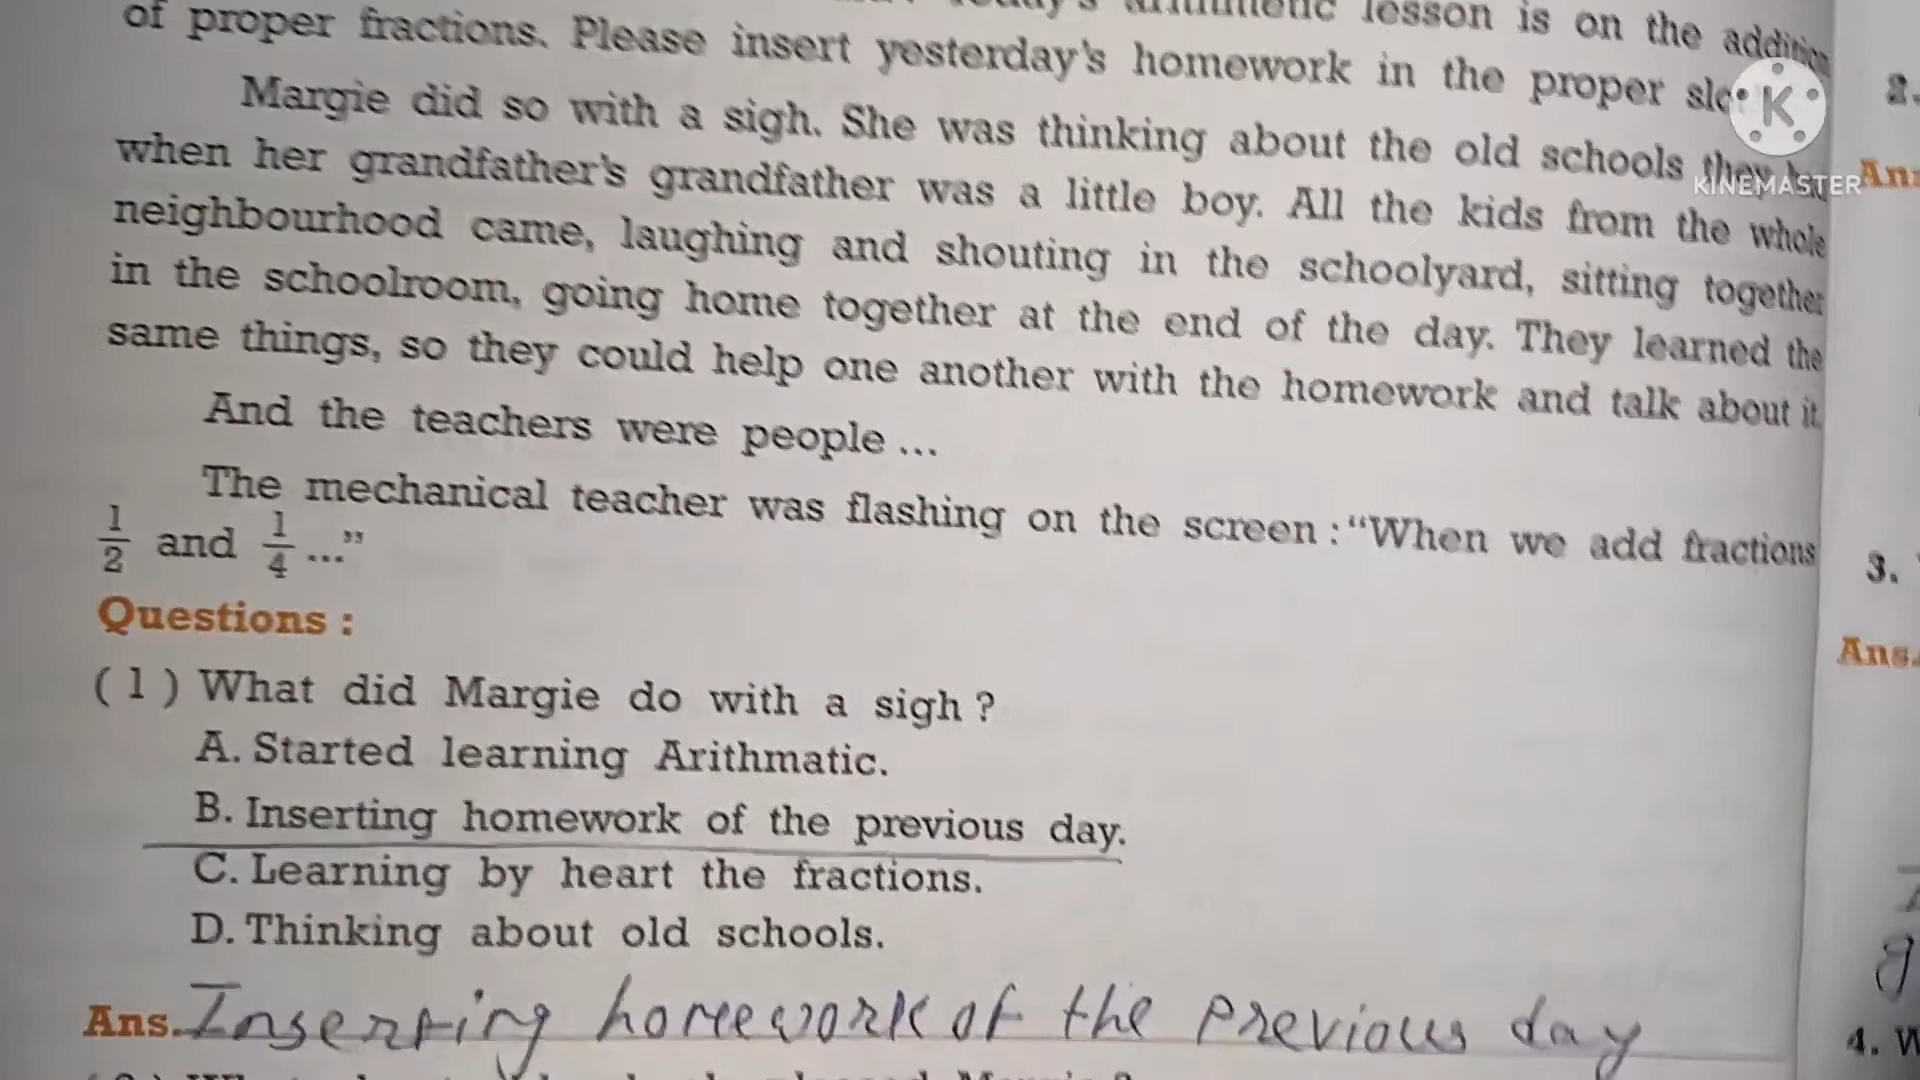 lesson is on the addition
of proper fractions. Please insert yesterday's homework in the proper
Margie did so with a sigh. She was thinking about the old schools they
when her grandfather's grandfather was a little boy. All the kids from the whole
neighbourhood came, laughing and shouting in the schoolyard, sitting together
in the schoolroom, going home together at the end of the day. They learned the
same things, so they could help one another with the homework and talk about it.
And the teachers were people ...
The mechanical teacher was flashing on the screen : "When we add fractions
1/2 and 1/4 ..."
Questions :
( 1 ) What did Margie do with a sigh ?
A. Started learning Arithmatic.
B. Inserting homework of the previous day.
C. Learning by heart the fractions.
D. Thinking about old schools.
Ans. Inserting homework of the previous day
K
KINEMASTER
2.
3.
Ans.
4. W